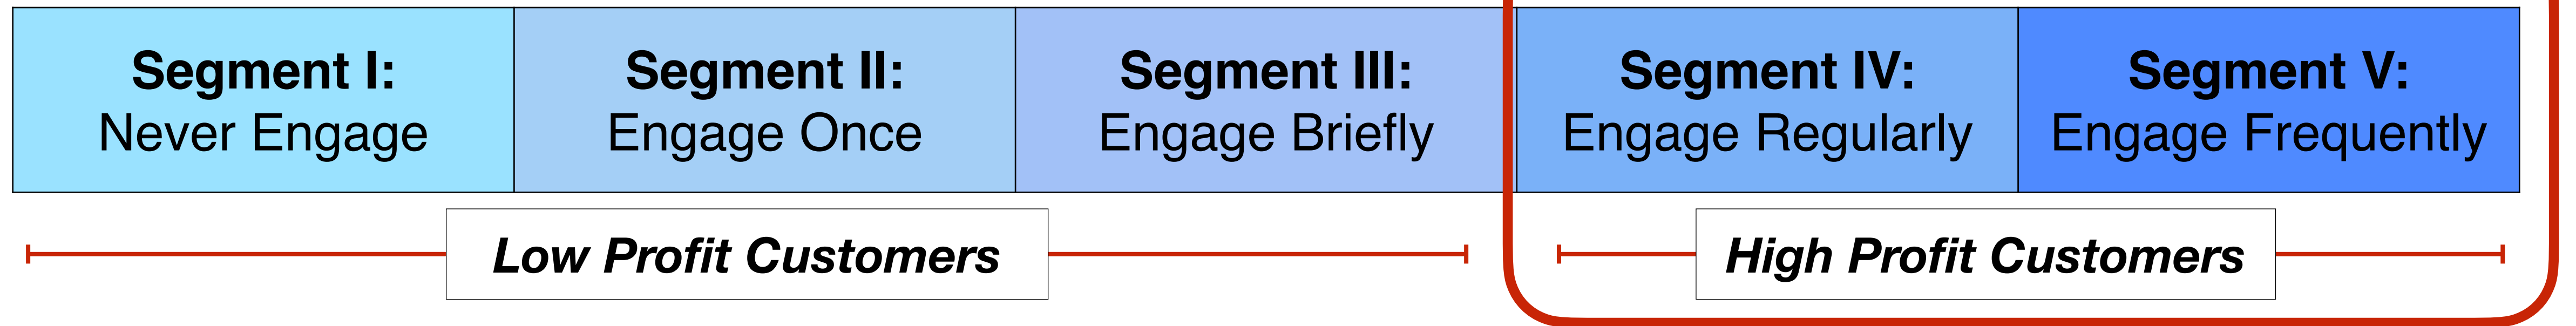 Segment I:
Never Engage
Segment II:
Engage Once
Segment III:
Engage Briefly
Segment IV:
Engage Regularly
Segment V:
Engage Frequently
Low Profit Customers
High Profit Customers